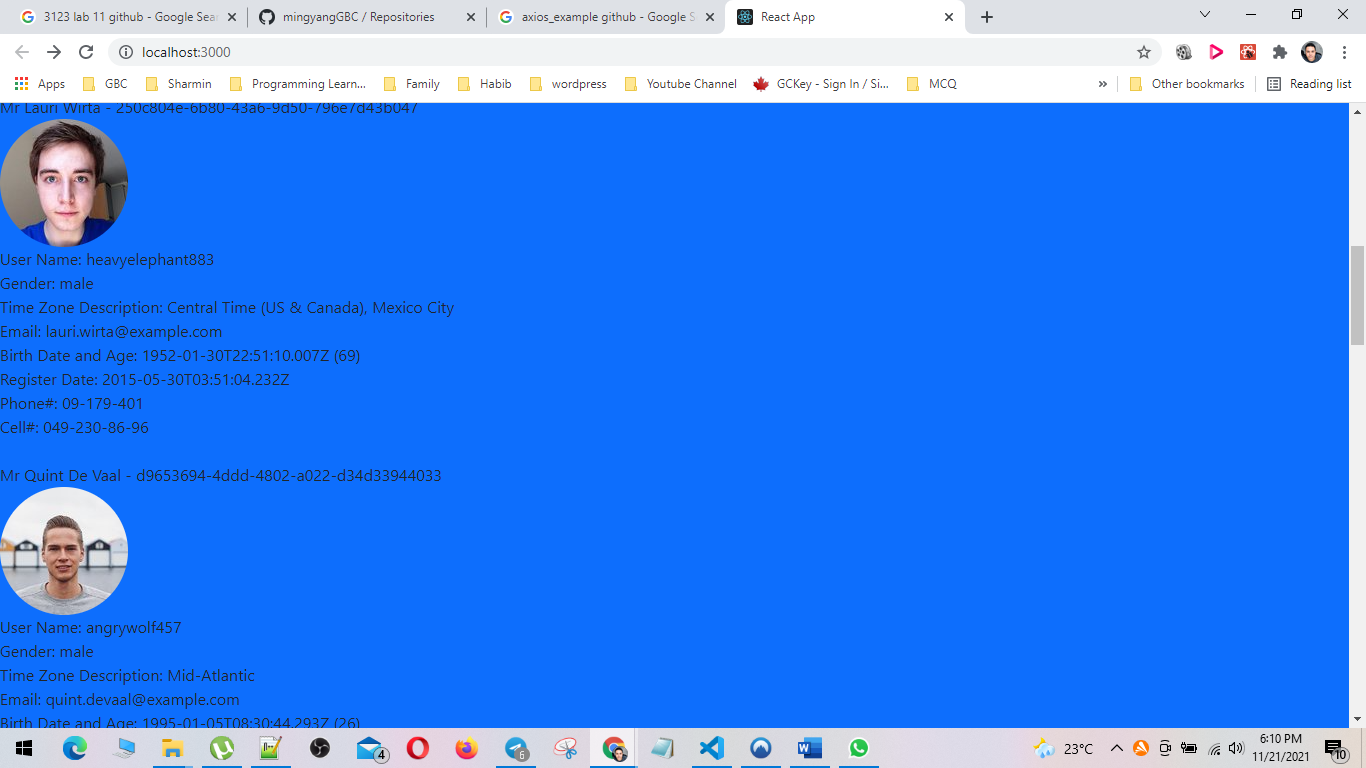 3123 lab 11 github - Google Sear
mingyangGBC / Repositories
axios_example github - Google S
React App
localhost:3000
Apps
GBC
Sharmin
Programming Learn...
Family
Habib
wordpress
Youtube Channel
GCKey - Sign In / Si...
MCQ
»
Other bookmarks
Reading list
Mr Lauri Wirta - 250c804e-6b80-43a6-9d50-796e7d43b047
User Name: heavyelephant883
Gender: male
Time Zone Description: Central Time (US & Canada), Mexico City
Email: lauri.wirta@example.com
Birth Date and Age: 1952-01-30T22:51:10.007Z (69)
Register Date: 2015-05-30T03:51:04.232Z
Phone#: 09-179-401
Cell#: 049-230-86-96
Mr Quint De Vaal - d9653694-4ddd-4802-a022-d34d33944033
User Name: angrywolf457
Gender: male
Time Zone Description: Mid-Atlantic
Email: quint.devaal@example.com
Birth Date and Age: 1995-01-05T08:30:44.293Z (26)
4
6
23°C
6:10 PM
11/21/2021
10